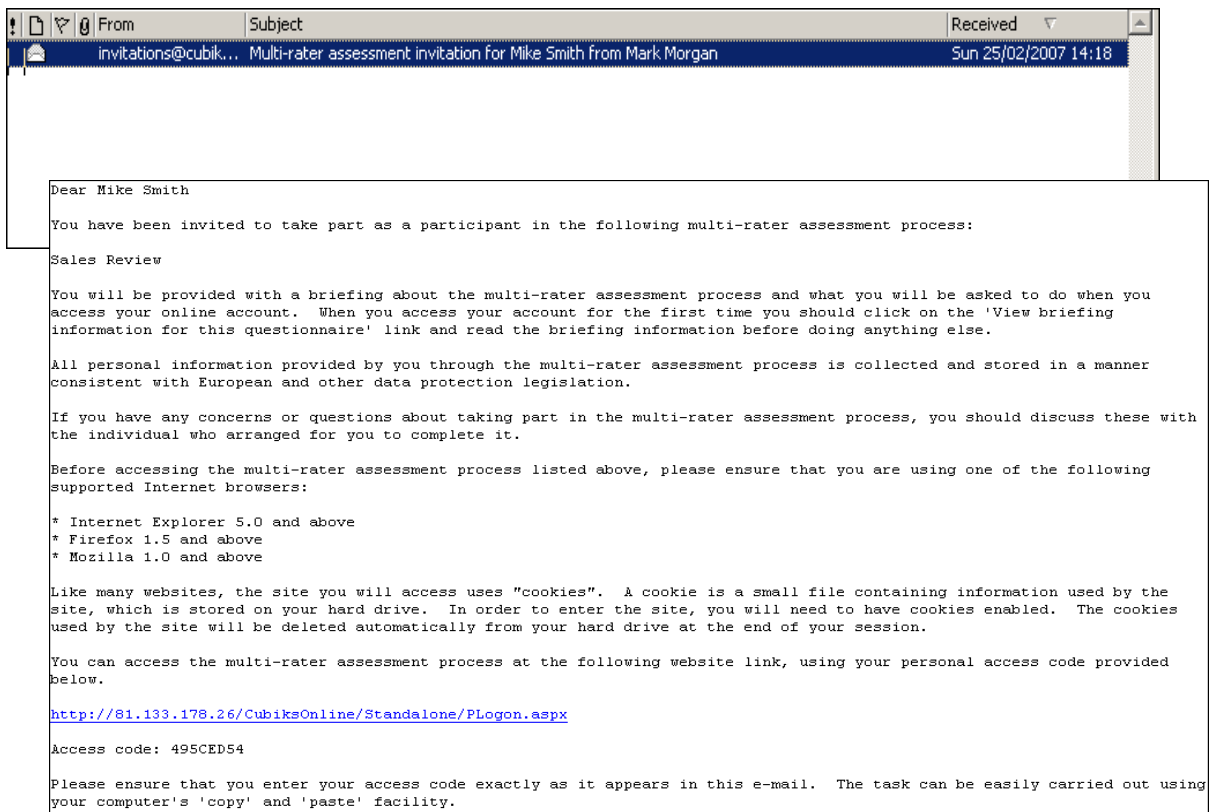 From Subject Received
invitations@cubik... Multi-rater assessment invitation for Mike Smith from Mark Morgan Sun 25/02/2007 14:18
Dear Mike Smith
You have been invited to take part as a participant in the following multi-rater assessment process:
Sales Review
You will be provided with a briefing about the multi-rater assessment process and what you will be asked to do when you
access your online account.  When you access your account for the first time you should click on the 'View briefing
information for this questionnaire' link and read the briefing information before doing anything else.
All personal information provided by you through the multi-rater assessment process is collected and stored in a manner
consistent with European and other data protection legislation.
If you have any concerns or questions about taking part in the multi-rater assessment process, you should discuss these with
the individual who arranged for you to complete it.
Before accessing the multi-rater assessment process listed above, please ensure that you are using one of the following
supported Internet browsers:
* Internet Explorer 5.0 and above
* Firefox 1.5 and above
* Mozilla 1.0 and above
Like many websites, the site you will access uses "cookies".  A cookie is a small file containing information used by the
site, which is stored on your hard drive.  In order to enter the site, you will need to have cookies enabled.  The cookies
used by the site will be deleted automatically from your hard drive at the end of your session.
You can access the multi-rater assessment process at the following website link, using your personal access code provided
below.
http://81.133.178.26/CubiksOnline/Standalone/PLogon.aspx
Access code: 495CED54
Please ensure that you enter your access code exactly as it appears in this e-mail.  The task can be easily carried out using
your computer's 'copy' and 'paste' facility.